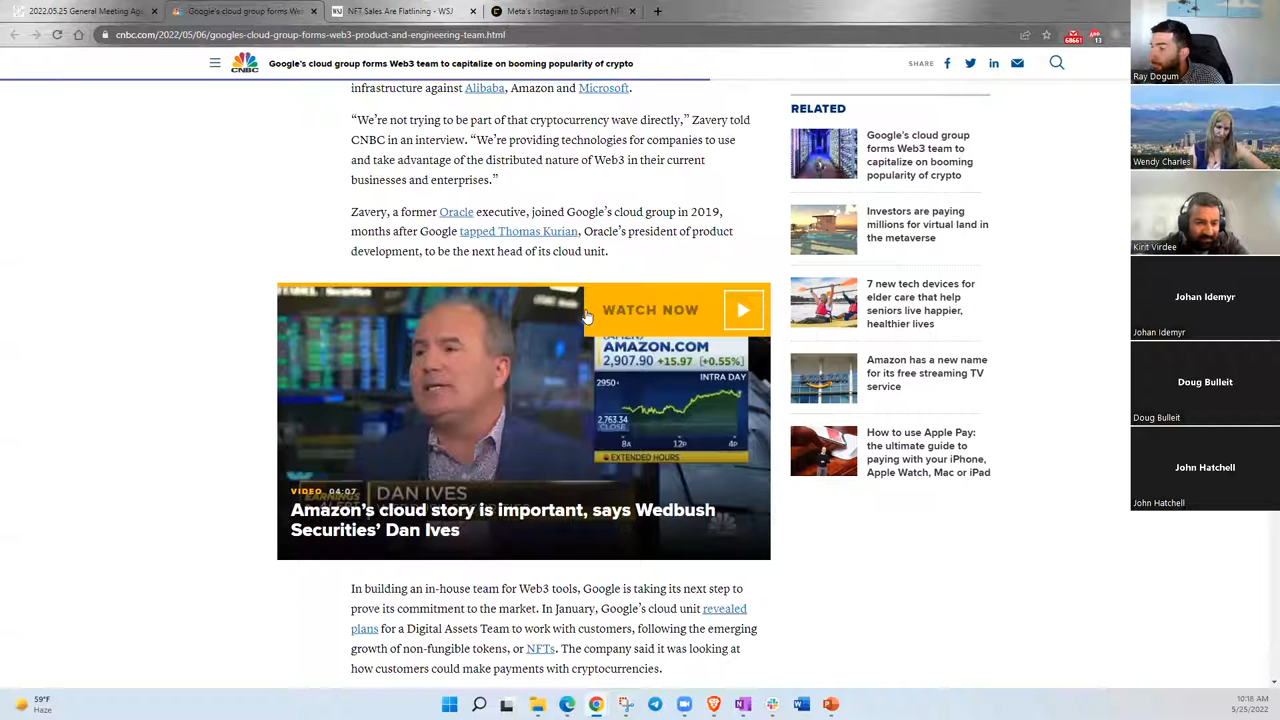 2022.05.25 General Meeting Age
Google's cloud group forms We
NFT Sales Are Flatlining - WSJ
Meta's Instagram to Support NF
cnbc.com/2022/05/06/googles-cloud-group-forms-web3-product-and-engineering-team.html
68661
13
CNBC
Google's cloud group forms Web3 team to capitalize on booming popularity of crypto
SHARE
infrastructure against Alibaba, Amazon and Microsoft.
“We’re not trying to be part of that cryptocurrency wave directly,” Zavery told
CNBC in an interview. “We’re providing technologies for companies to use
and take advantage of the distributed nature of Web3 in their current
businesses and enterprises.”
Zavery, a former Oracle executive, joined Google’s cloud group in 2019,
months after Google tapped Thomas Kurian, Oracle’s president of product
development, to be the next head of its cloud unit.
WATCH NOW
AMAZON.COM
2,907.90 +15.97 (+0.55%)
INTRA DAY
2950
2,763.34
CLOSE
8A 12P 4P
EXTENDED HOURS
VIDEO 04:07
DAN IVES
Amazon’s cloud story is important, says Wedbush
Securities’ Dan Ives
In building an in-house team for Web3 tools, Google is taking its next step to
prove its commitment to the market. In January, Google’s cloud unit revealed
plans for a Digital Assets Team to work with customers, following the emerging
growth of non-fungible tokens, or NFTs. The company said it was looking at
how customers could make payments with cryptocurrencies.
RELATED
Google’s cloud group
forms Web3 team to
capitalize on booming
popularity of crypto
Investors are paying
millions for virtual land in
the metaverse
7 new tech devices for
elder care that help
seniors live happier,
healthier lives
Amazon has a new name
for its free streaming TV
service
How to use Apple Pay:
the ultimate guide to
paying with your iPhone,
Apple Watch, Mac or iPad
Ray Dogum
Wendy Charles
Kirit Virdee
Johan Idemyr
Johan Idemyr
Doug Bulleit
Doug Bulleit
John Hatchell
John Hatchell
59°F
Haze
10:18 AM
5/25/2022